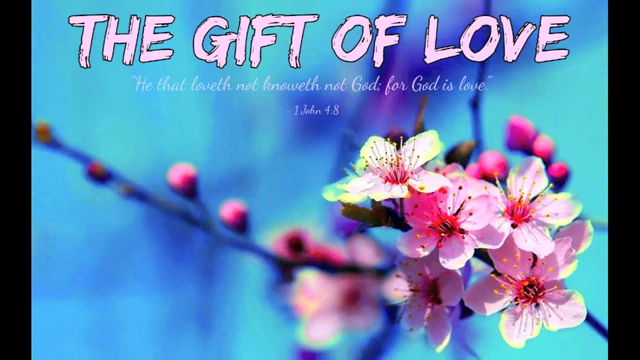 THE GIFT OF LOVE
"He that loveth not knoweth not God; for God is love."
- 1 John 4:8